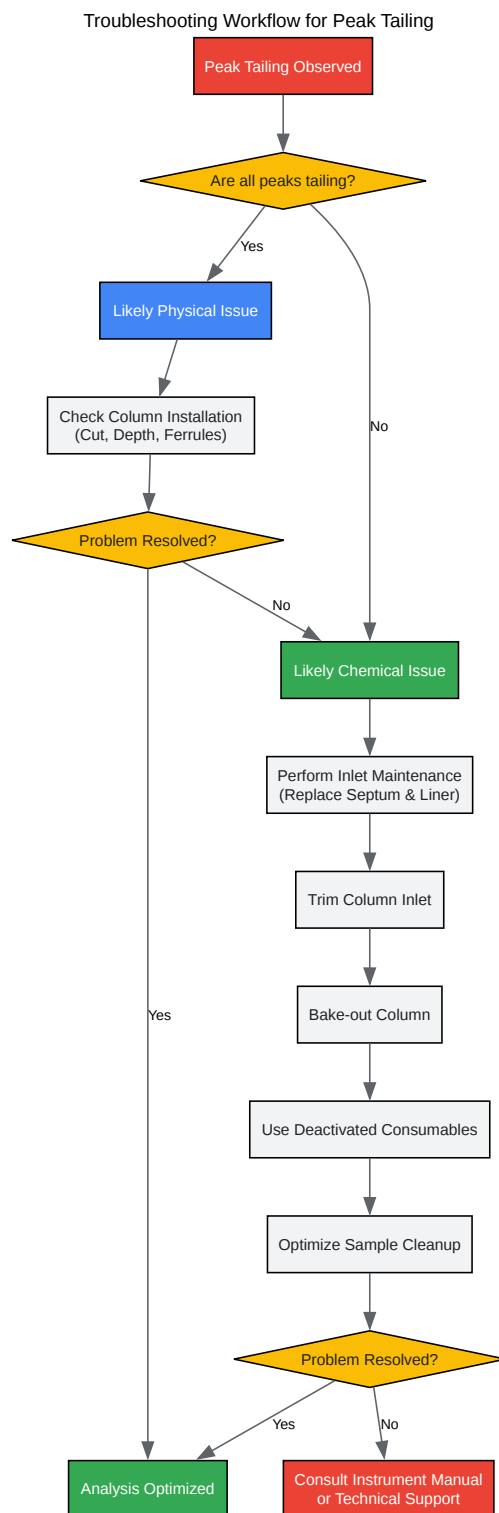 Troubleshooting Workflow for Peak Tailing
Peak Tailing Observed
Are all peaks tailing?
Yes
Likely Physical Issue
Check Column Installation
(Cut, Depth, Ferrules)
No
Problem Resolved?
No
Likely Chemical Issue
Perform Inlet Maintenance
(Replace Septum & Liner)
Trim Column Inlet
Bake-out Column
Yes
Use Deactivated Consumables
Optimize Sample Cleanup
Problem Resolved?
Yes
No
Analysis Optimized
Consult Instrument Manual
or Technical Support